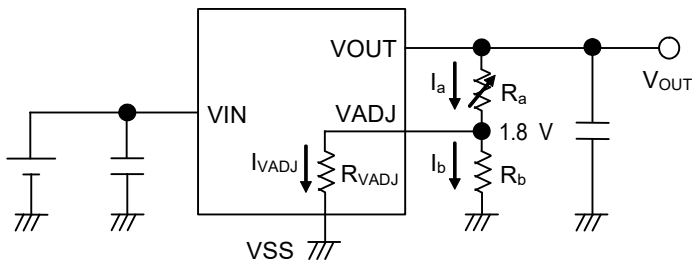 VOUT
Ia
Ra
VOUT
VIN
VADJ
1.8 V
IVADJ
RVADJ
Ib
Rb
VSS